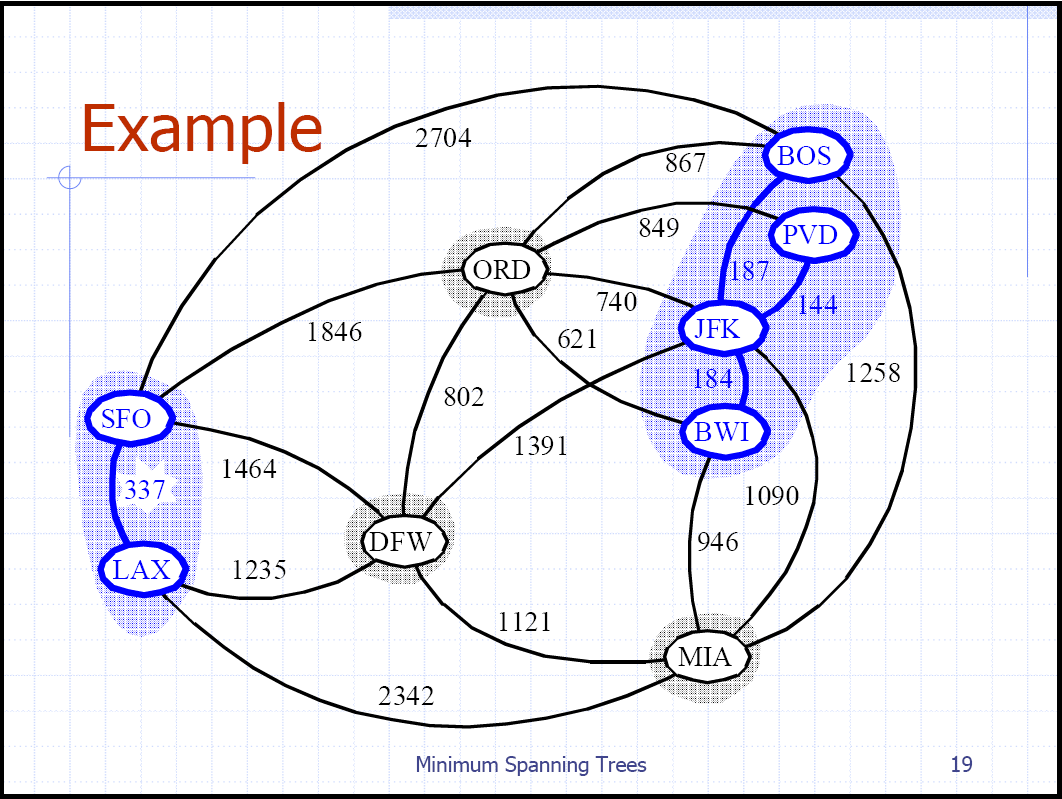 Example
2704
BOS
867
PVD
849
ORD
187
740
144
JFK
1846
621
184
1258
802
SFO
BWI
1391
1464
337
1090
DFW
946
LAX
1235
1121
MIA
2342
Minimum Spanning Trees
19